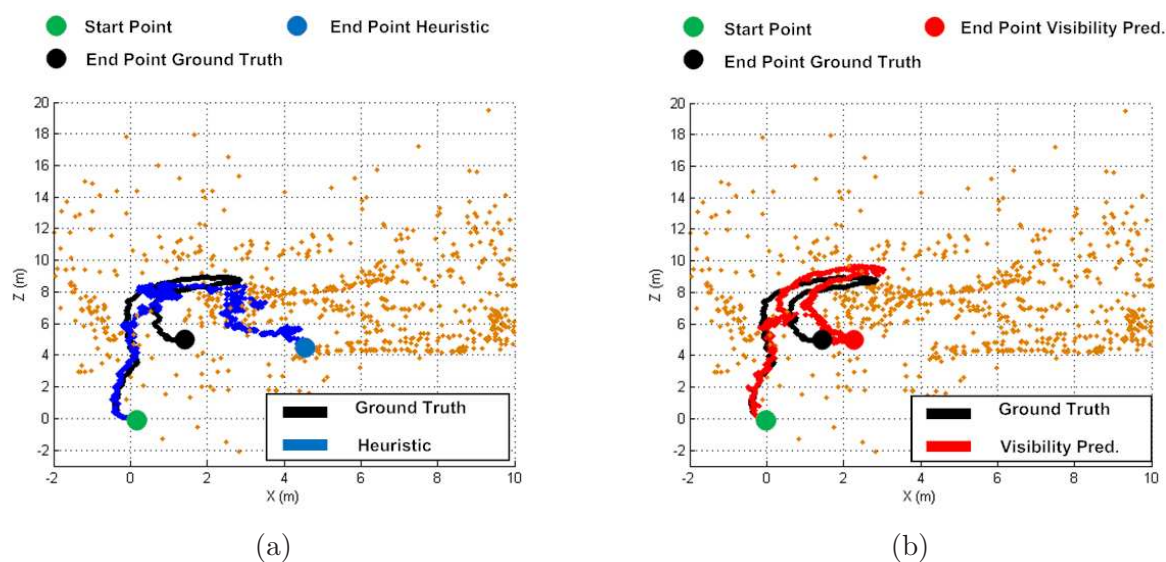 Start Point
End Point Heuristic
End Point Ground Truth
20
18
16
14
12
10
8
6
4
2
0
-2
Z (m)
-2 0 2 4 6 8 10
X (m)
Ground Truth
Heuristic
(a)
Start Point
End Point Visibility Pred.
End Point Ground Truth
20
18
16
14
12
10
8
6
4
2
0
-2
Z (m)
-2 0 2 4 6 8 10
X (m)
Ground Truth
Visibility Pred.
(b)